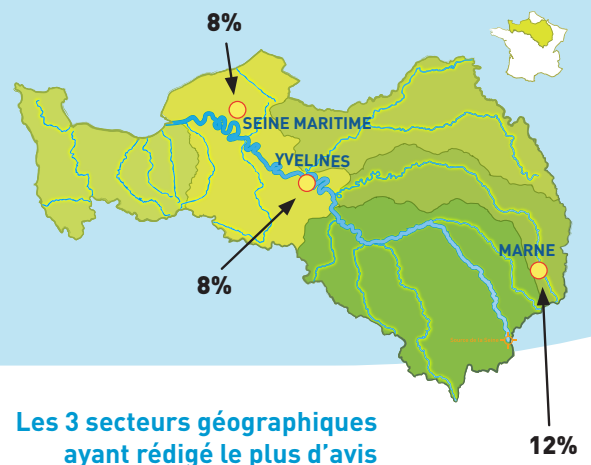 8%
SEINE MARITIME
YVELINES
MARNE
8%
Les 3 secteurs géographiques
ayant rédigé le plus d'avis
12%